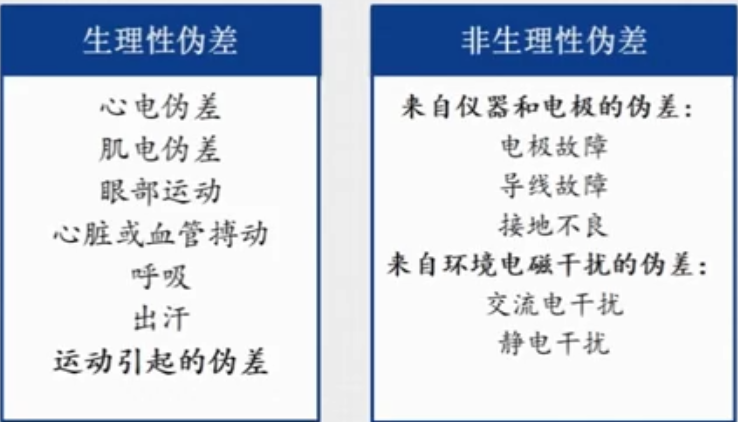 生理性伪差
心电伪差
肌电伪差
眼部运动
心脏或血管搏动
呼吸
出汗
运动引起的伪差
非生理性伪差
来自仪器和电极的伪差：
电极故障
导线故障
接地不良
来自环境电磁干扰的伪差：
交流电干扰
静电干扰